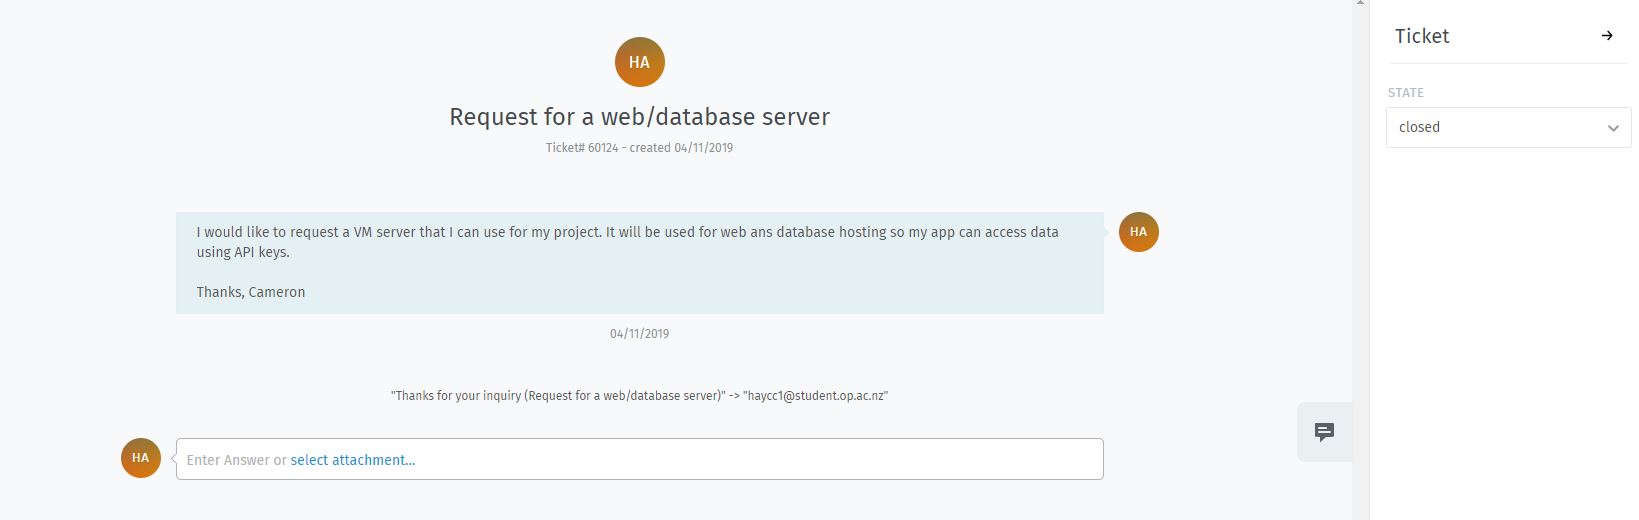 HA
Request for a web/database server
Ticket# 60124 - created 04/11/2019
I would like to request a VM server that I can use for my project. It will be used for web ans database hosting so my app can access data
using API keys.
Thanks, Cameron
HA
04/11/2019
"Thanks for your inquiry (Request for a web/database server)" -> "haycc1@student.op.ac.nz"
HA
Enter Answer or select attachment...
Ticket
STATE
closed